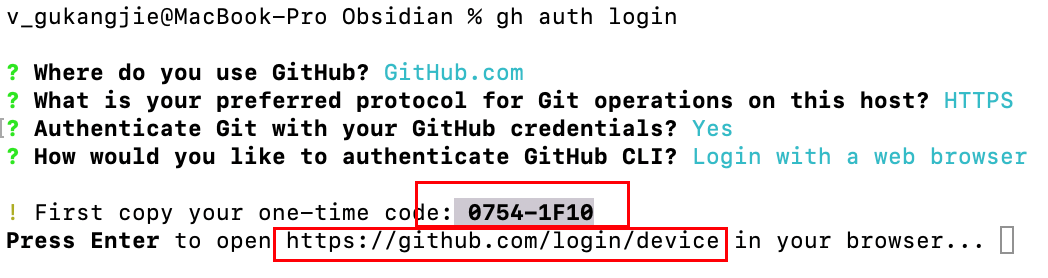 v_gukangjie@MacBook-Pro Obsidian % gh auth login
? Where do you use GitHub? GitHub.com
? What is your preferred protocol for Git operations on this host? HTTPS
? Authenticate Git with your GitHub credentials? Yes
? How would you like to authenticate GitHub CLI? Login with a web browser
! First copy your one-time code: 0754-1F10
Press Enter to open https://github.com/login/device in your browser...